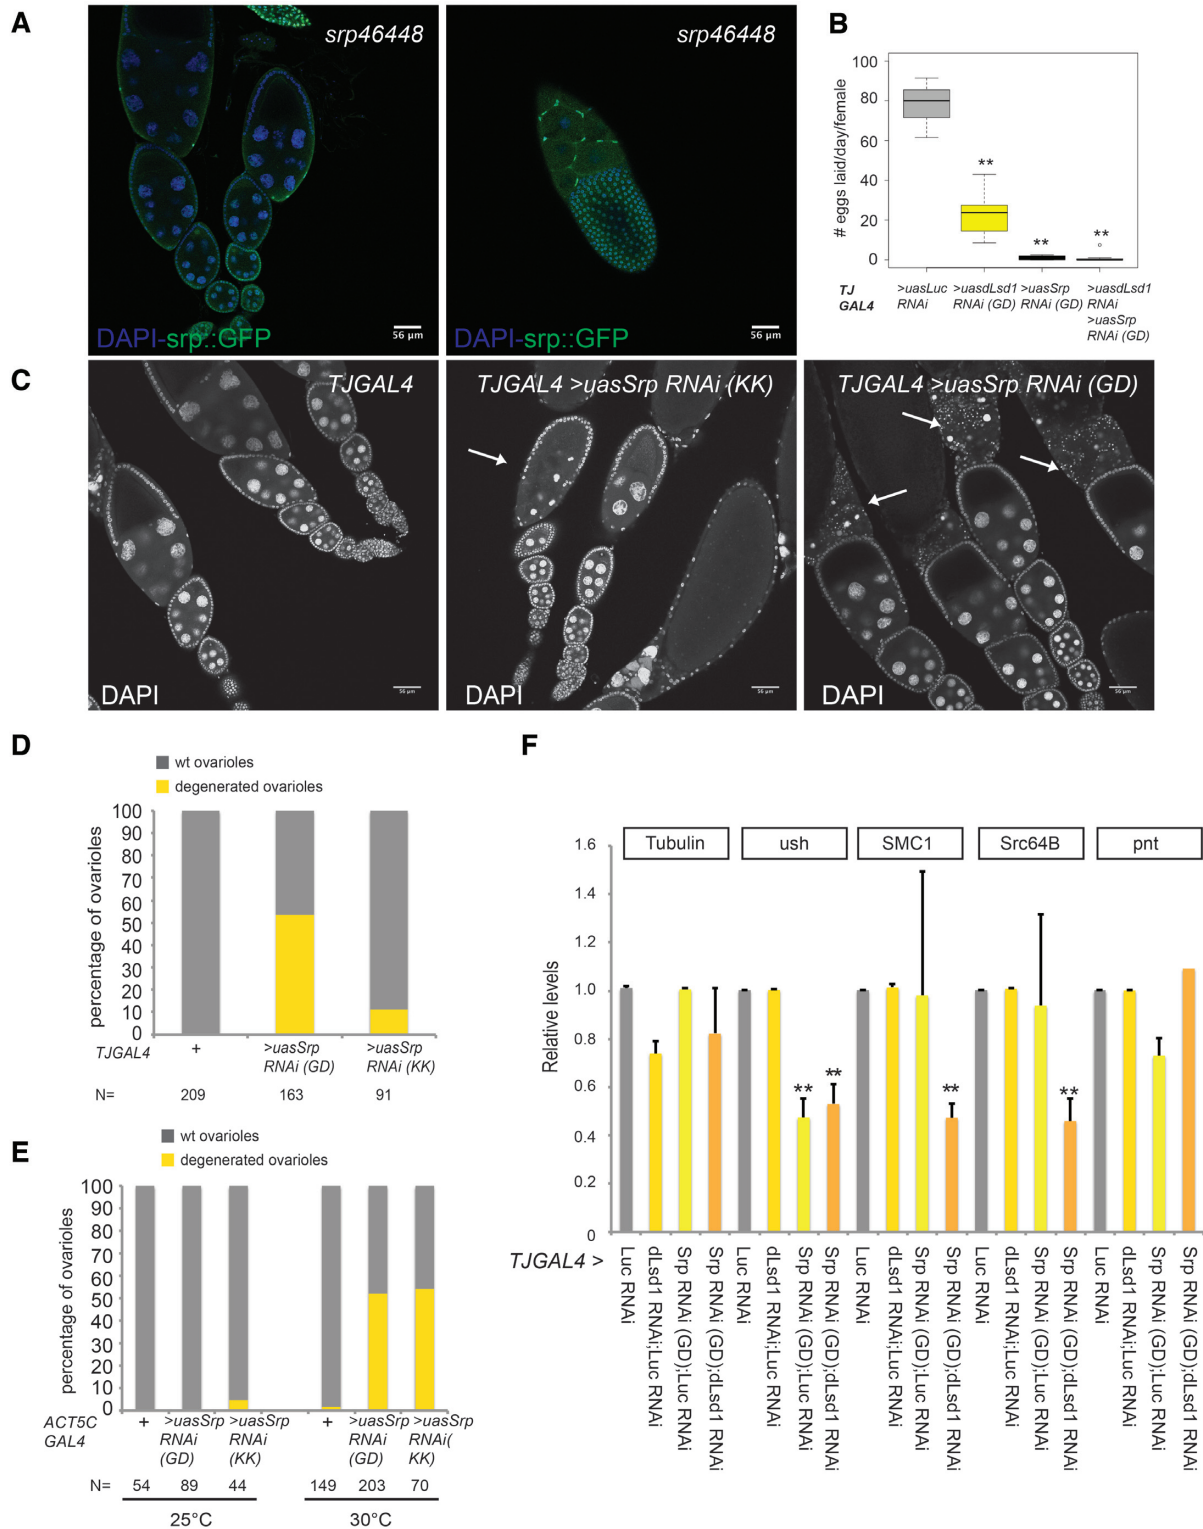 A
srp46448
DAPI-srp::GFP
56 µm
srp46448
DAPI-srp::GFP
56 µm
B
# eggs laid/day/female
100
80
60
40
20
0
**
**
**
TJ
GAL4
>uasLuc
RNAi
>uasdLsd1
RNAi (GD)
>uasSrp
RNAi (GD)
>uasdLsd1
RNAi
>uasSrp
RNAi (GD)
C
TJGAL4
DAPI
56 µm
TJGAL4 >uasSrp RNAi (KK)
DAPI
56 µm
TJGAL4 >uasSrp RNAi (GD)
DAPI
56 µm
D
wt ovarioles
degenerated ovarioles
percentage of ovarioles
100
90
80
70
60
50
40
30
20
10
0
TJGAL4
+
>uasSrp
RNAi (GD)
>uasSrp
RNAi (KK)
N= 209 163 91
E
wt ovarioles
degenerated ovarioles
percentage of ovarioles
100
90
80
70
60
50
40
30
20
10
0
ACT5C
GAL4
+
>uasSrp
RNAi
(GD)
>uasSrp
RNAi
(KK)
+
>uasSrp
RNAi
(GD)
>uasSrp
RNAi(
KK)
N= 54 89 44 149 203 70
25°C 30°C
F
Tubulin ush SMC1 Src64B pnt
Relative levels
1.6
1.4
1.2
1.0
0.8
0.6
0.4
0.2
0
** **
**
**
TJGAL4 >
Luc RNAi
dLsd1 RNAi;Luc RNAi
Srp RNAi (GD);Luc RNAi
Srp RNAi (GD);dLsd1 RNAi
Luc RNAi
dLsd1 RNAi;Luc RNAi
Srp RNAi (GD);Luc RNAi
Srp RNAi (GD);dLsd1 RNAi
Luc RNAi
dLsd1 RNAi;Luc RNAi
Srp RNAi (GD);Luc RNAi
Srp RNAi (GD);dLsd1 RNAi
Luc RNAi
dLsd1 RNAi;Luc RNAi
Srp RNAi (GD);Luc RNAi
Srp RNAi (GD);dLsd1 RNAi
Luc RNAi
dLsd1 RNAi;Luc RNAi
Srp RNAi (GD);Luc RNAi
Srp RNAi (GD);dLsd1 RNAi